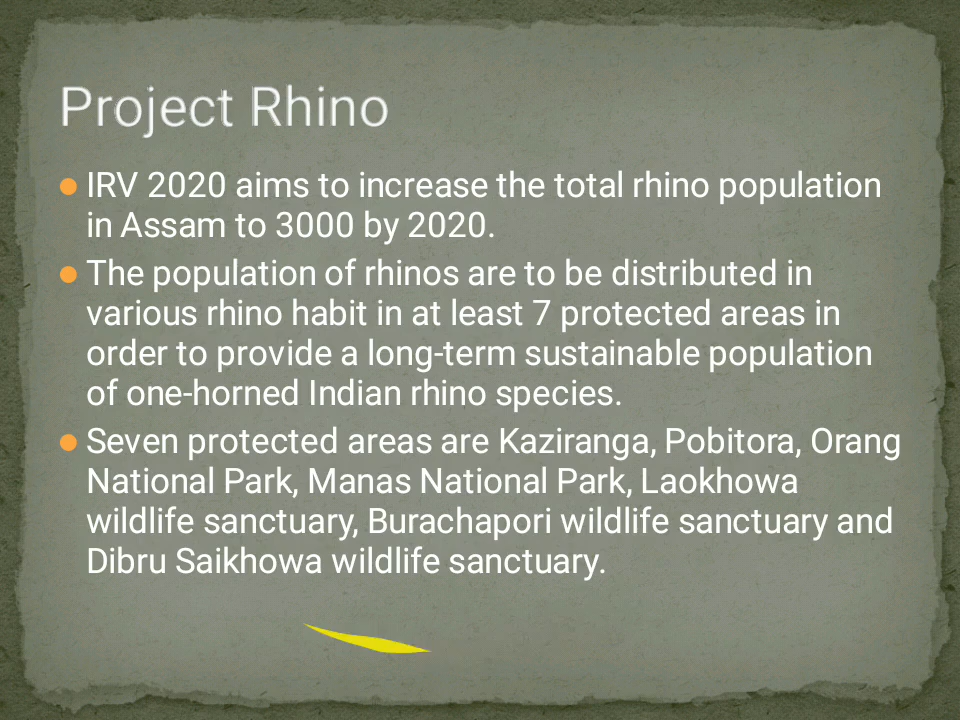 Project Rhino
IRV 2020 aims to increase the total rhino population
in Assam to 3000 by 2020.
The population of rhinos are to be distributed in
various rhino habit in at least 7 protected areas in
order to provide a long-term sustainable population
of one-horned Indian rhino species.
Seven protected areas are Kaziranga, Pobitora, Orang
National Park, Manas National Park, Laokhowa
wildlife sanctuary, Burachapori wildlife sanctuary and
Dibru Saikhowa wildlife sanctuary.